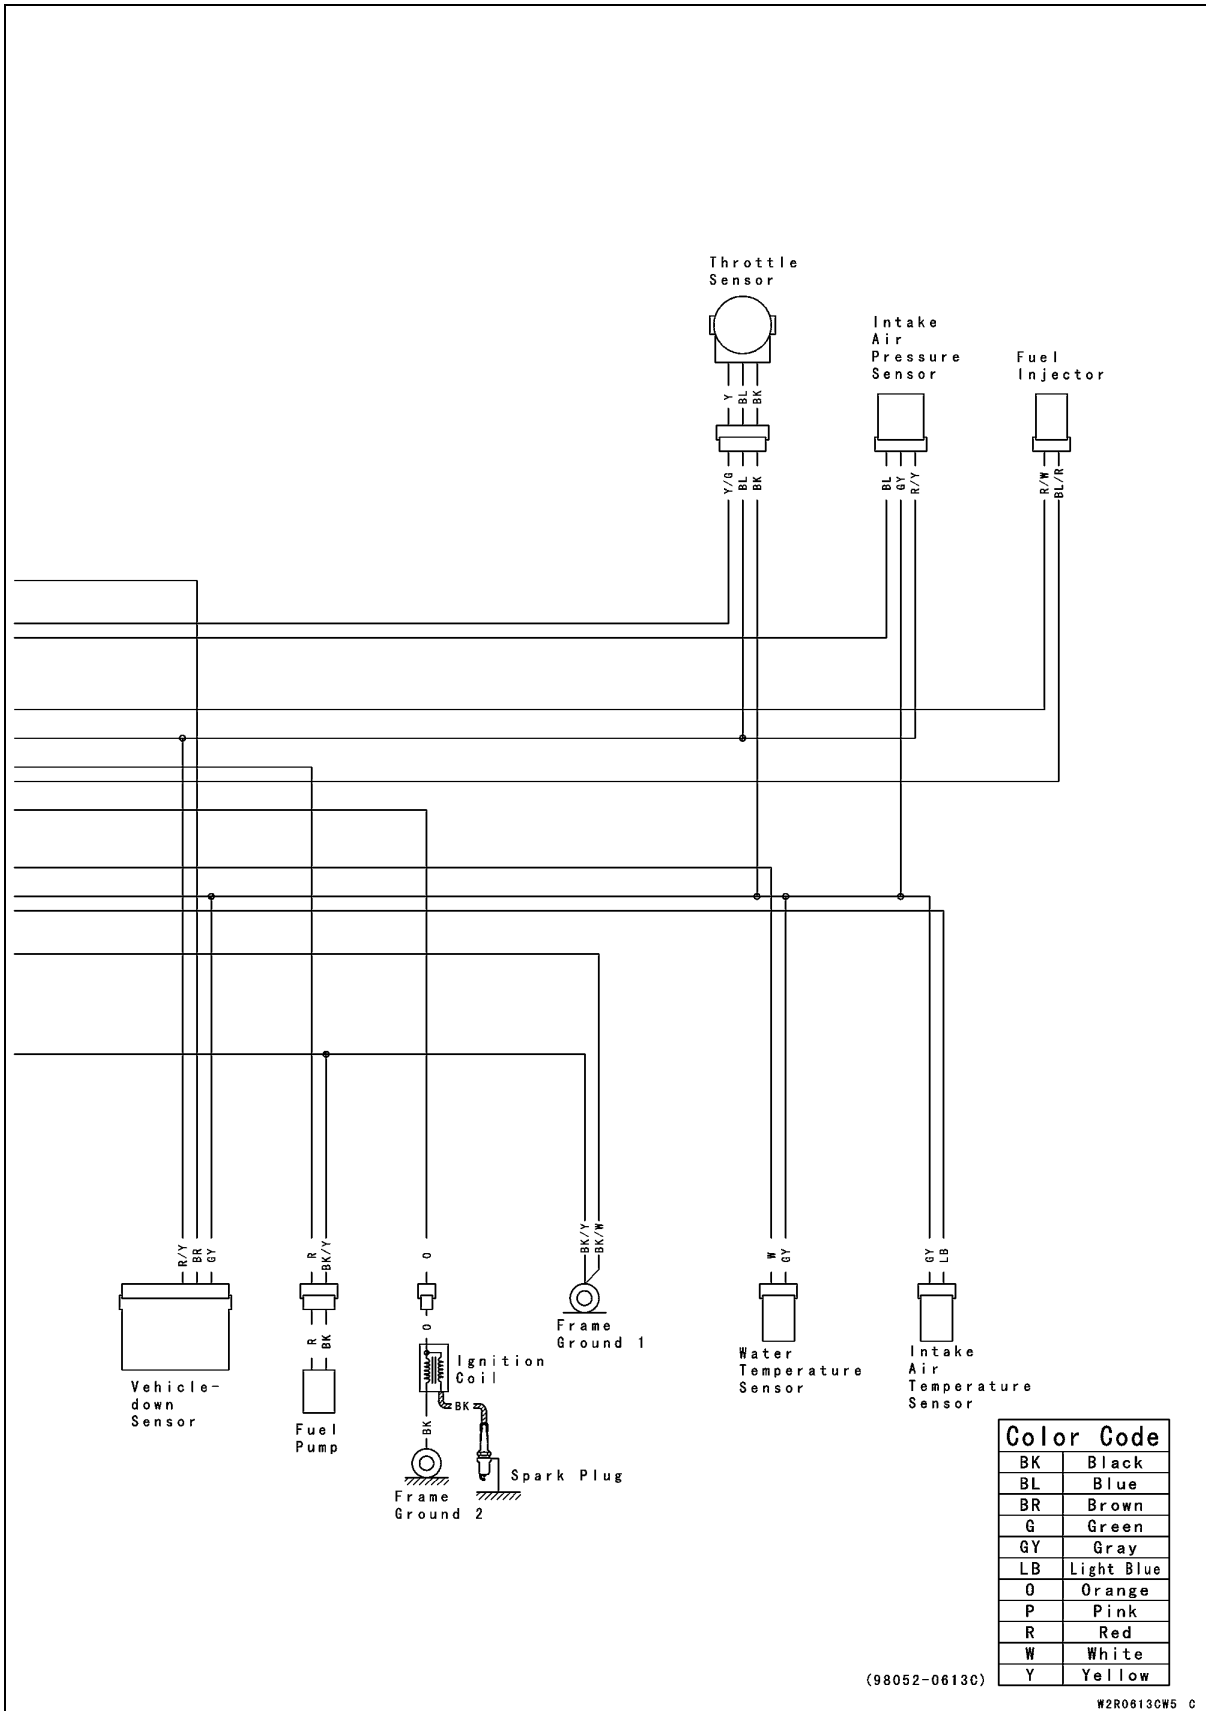 Throttle
Sensor
Intake
Air
Pressure
Sensor
Fuel
Injector
Y
BL
BK
Y/G
BL
BK
BL
GY
R/Y
R/W
BL/R
R/Y
BR
GY
R
BK/Y
O
BK/Y
BK/W
W
GY
GY
LB
R
BK
O
Vehicle-
down
Sensor
Fuel
Pump
Ignition
Coil
BK
BK
Frame
Ground 2
Spark Plug
Frame
Ground 1
Water
Temperature
Sensor
Intake
Air
Temperature
Sensor
Color Code
BK Black
BL Blue
BR Brown
G Green
GY Gray
LB Light Blue
O Orange
P Pink
R Red
W White
Y Yellow
(98052-0613C)
W2R0613CW5 C